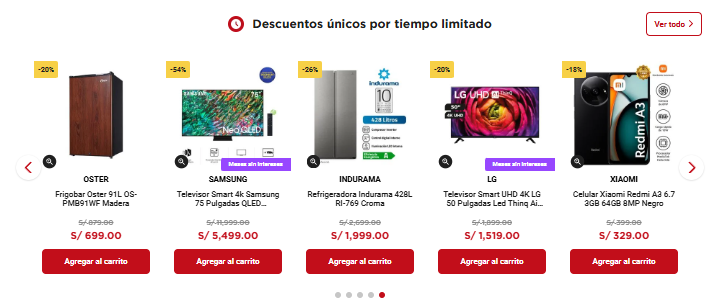 Descuentos únicos por tiempo limitado
Ver todo
-20%
-54%
75"
Neo QLED
Meses sin intereses
-26%
indurama
10
428 Litros
A
-20%
LG UHD AI ThinQ
50"
4K UHD
Meses sin intereses
-18%
Redmi A3
OSTER
Frigobar Oster 91L OS-
PMB91WF Madera
S/ 879.00
S/ 699.00
Agregar al carrito
SAMSUNG
Televisor Smart 4k Samsung
75 Pulgadas QLED...
S/ 11,999.00
S/ 5,499.00
Agregar al carrito
INDURAMA
Refrigeradora Indurama 428L
RI-769 Croma
S/ 2,699.00
S/ 1,999.00
Agregar al carrito
LG
Televisor Smart UHD 4K LG
50 Pulgadas Led Thinq Ai...
S/ 1,899.00
S/ 1,519.00
Agregar al carrito
XIAOMI
Celular Xiaomi Redmi A3 6.7
3GB 64GB 8MP Negro
S/ 399.00
S/ 329.00
Agregar al carrito